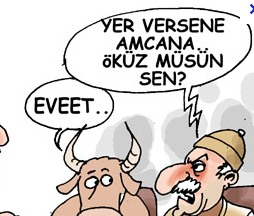 YER VERSENE
AMCANA..
ÖKÜZ MÜSÜN
SEN?
EVEET..